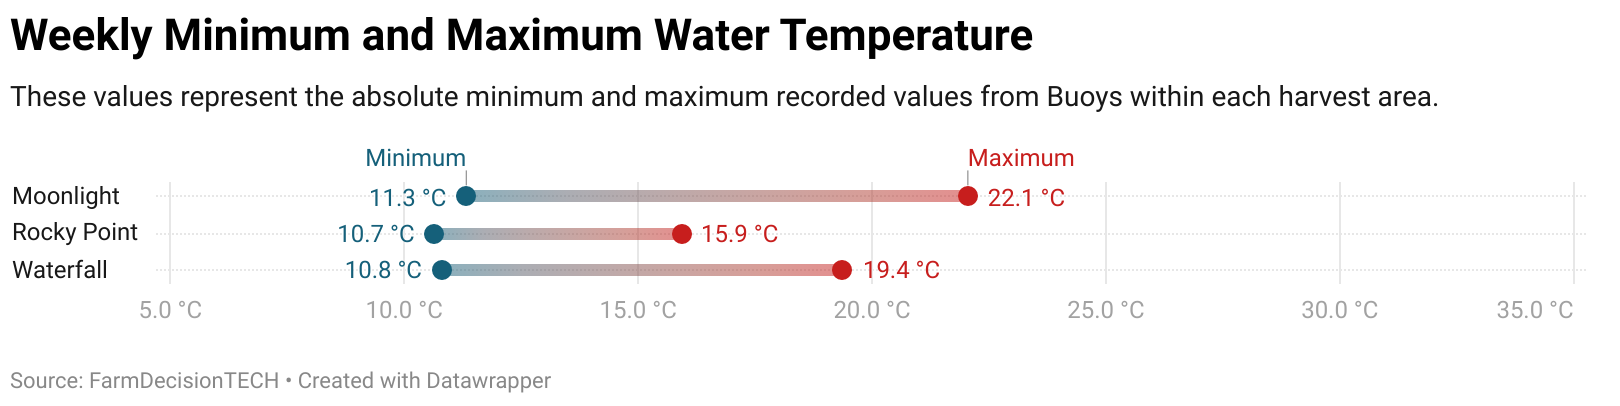 Weekly Minimum and Maximum Water Temperature
These values represent the absolute minimum and maximum recorded values from Buoys within each harvest area.
Minimum Maximum
Moonlight 11.3 °C 22.1 °C
Rocky Point 10.7 °C 15.9 °C
Waterfall 10.8 °C 19.4 °C
5.0 °C 10.0 °C 15.0 °C 20.0 °C 25.0 °C 30.0 °C 35.0 °C
Source: FarmDecisionTECH • Created with Datawrapper